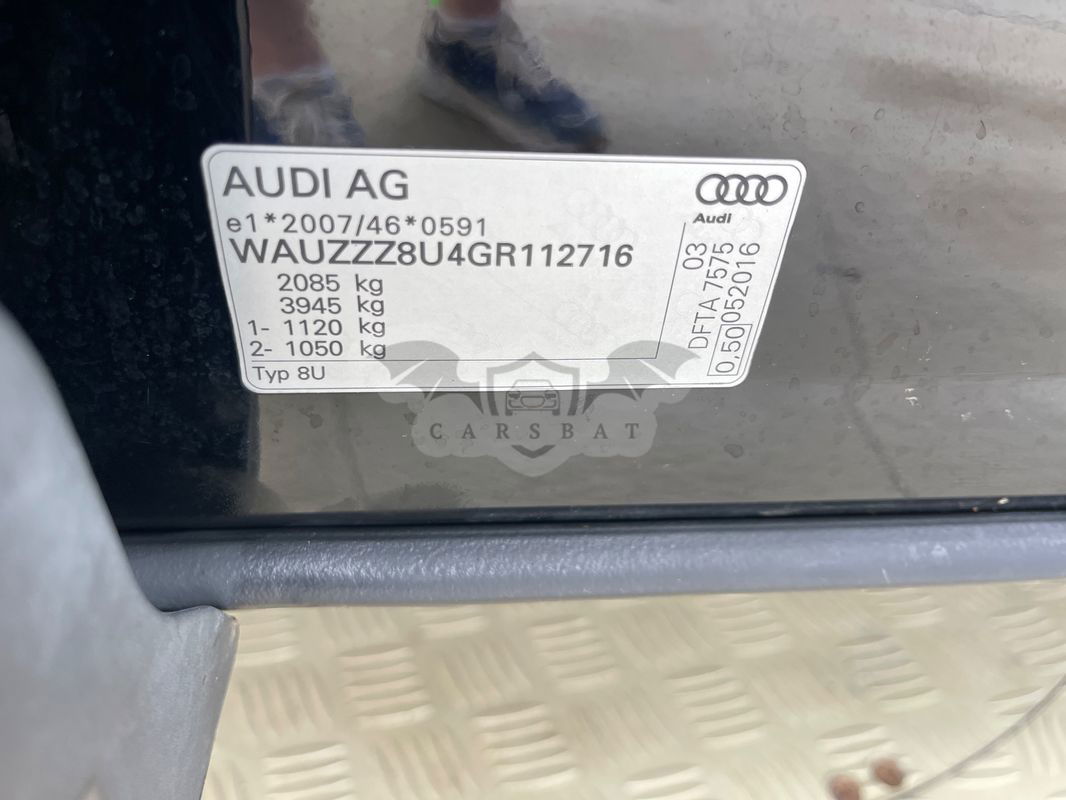 AUDI AG
e1*2007/46*0591
WAUZZZ8U4GR112716
2085 kg
3945 kg
1- 1120 kg
2- 1050 kg
Typ 8U
Audi
03
DFTA 7575
0,50 052016
CARSBAT